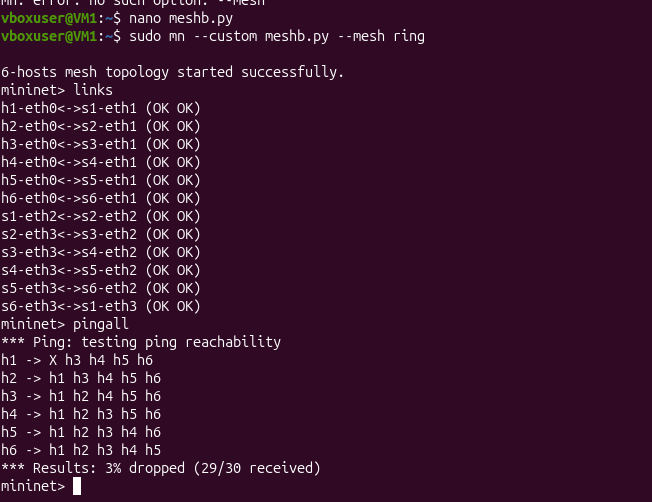 Mn: error: no such option: --Mesh
vboxuser@VM1:~$ nano meshb.py
vboxuser@VM1:~$ sudo mn --custom meshb.py --mesh ring
6-hosts mesh topology started successfully.
mininet> links
h1-eth0<->s1-eth1 (OK OK)
h2-eth0<->s2-eth1 (OK OK)
h3-eth0<->s3-eth1 (OK OK)
h4-eth0<->s4-eth1 (OK OK)
h5-eth0<->s5-eth1 (OK OK)
h6-eth0<->s6-eth1 (OK OK)
s1-eth2<->s2-eth2 (OK OK)
s2-eth3<->s3-eth2 (OK OK)
s3-eth3<->s4-eth2 (OK OK)
s4-eth3<->s5-eth2 (OK OK)
s5-eth3<->s6-eth2 (OK OK)
s6-eth3<->s1-eth3 (OK OK)
mininet> pingall
*** Ping: testing ping reachability
h1 -> X h3 h4 h5 h6
h2 -> h1 h3 h4 h5 h6
h3 -> h1 h2 h4 h5 h6
h4 -> h1 h2 h3 h5 h6
h5 -> h1 h2 h3 h4 h6
h6 -> h1 h2 h3 h4 h5
*** Results: 3% dropped (29/30 received)
mininet>